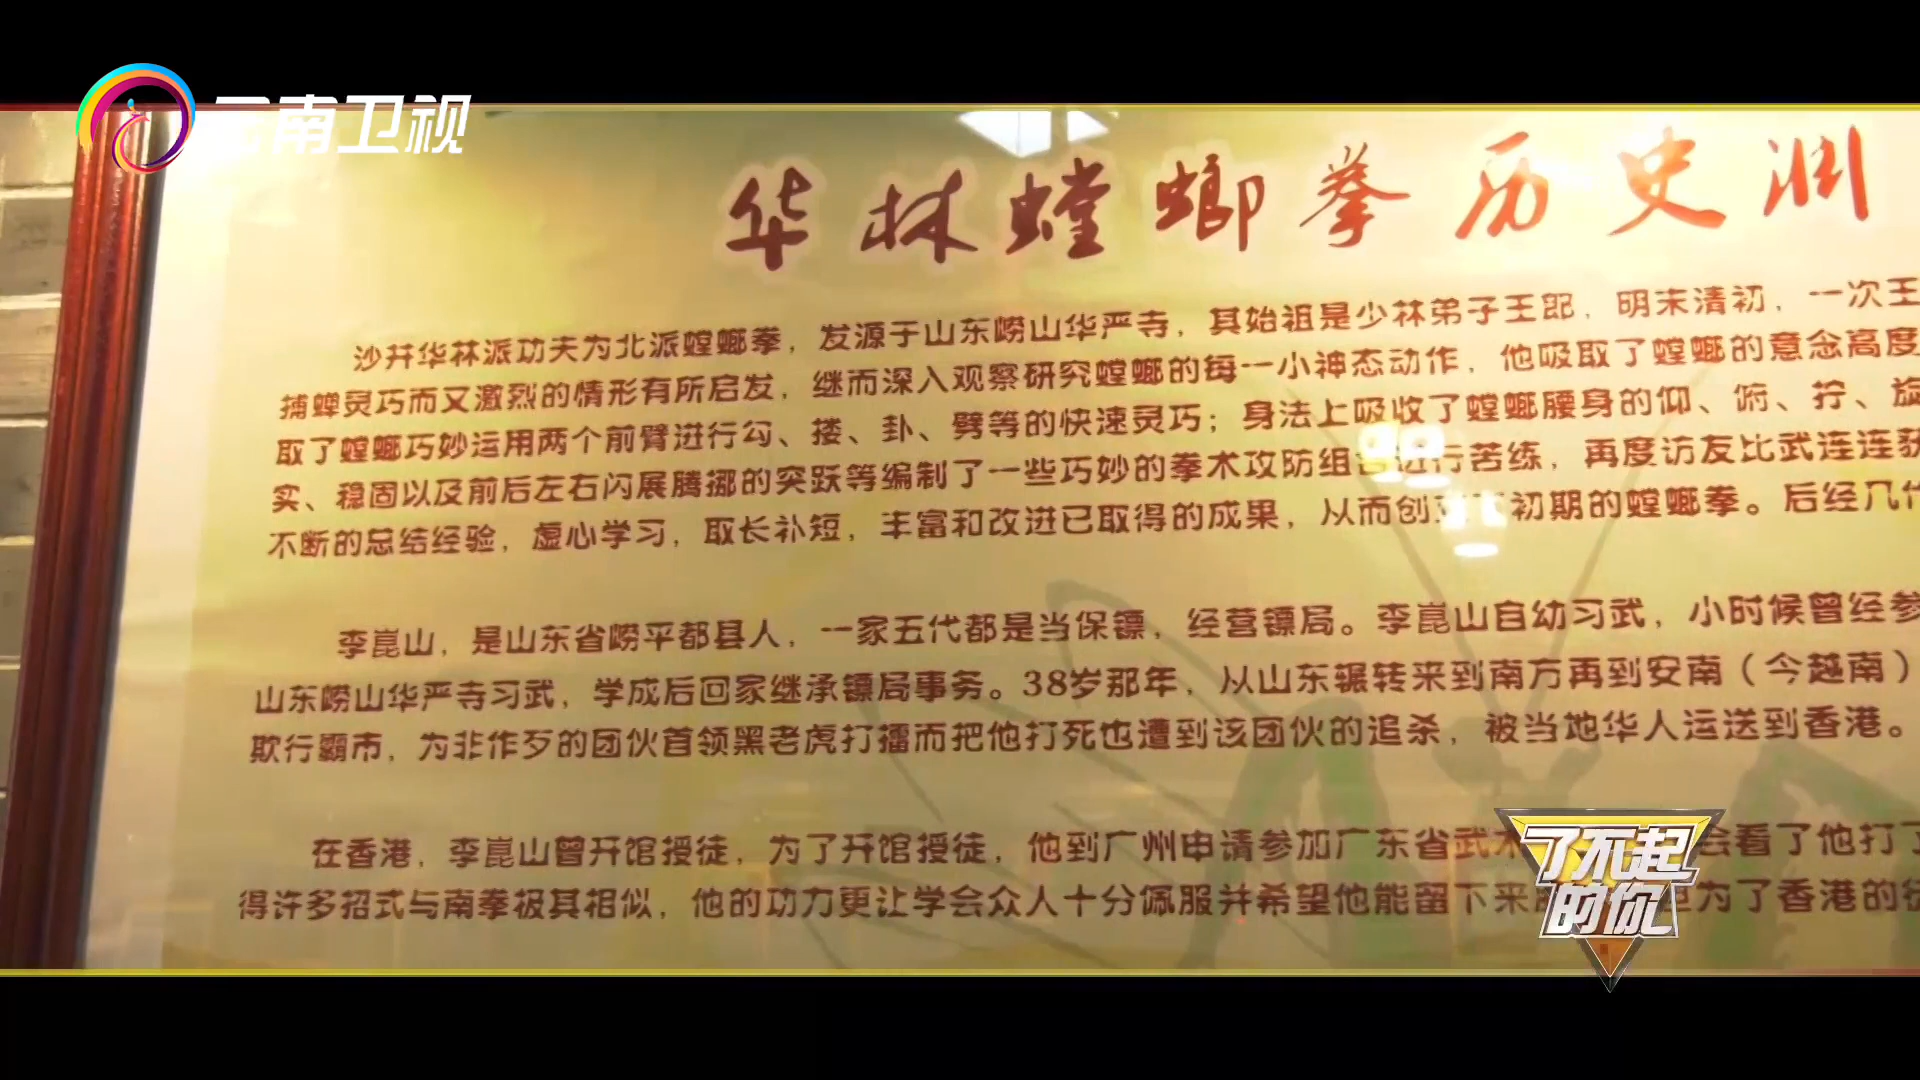 云南卫视
华林螳螂拳历史渊
沙井华林派功夫为北派螳螂拳，发源于山东崂山华严寺，其始祖是少林弟子王郎，明末清初，一次王
捕蝉灵巧而又激烈的情形有所启发，继而深入观察研究螳螂的每一小神态动作，他吸取了螳螂的意念高度
取了螳螂巧妙运用两个前臂进行勾、搂、卦、劈等的快速灵巧；身法上吸收了螳螂腰身的仰、俯、拧、旋
实、稳固以及前后左右闪展腾挪的突跃等编制了一些巧妙的拳术攻防组合进行苦练，再度访友比武连连获
不断的总结经验，虚心学习，取长补短，丰富和改进已取得的成果，从而创立了初期的螳螂拳。后经几代
李崑山，是山东省崂平都县人，一家五代都是当保镖，经营镖局。李崑山自幼习武，小时候曾经参
山东崂山华严寺习武，学成后回家继承镖局事务。38岁那年，从山东辗转来到南方再到安南（今越南）
欺行霸市，为非作歹的团伙首领黑老虎打擂而把他打死也遭到该团伙的追杀，被当地华人运送到香港。
在香港，李崑山曾开馆授徒，为了开馆授徒，他到广州申请参加广东省武术 会看了他打了
得许多招式与南拳极其相似，他的功力更让学会众人十分佩服并希望他能留下来 但为了香港的徒
了不起的你